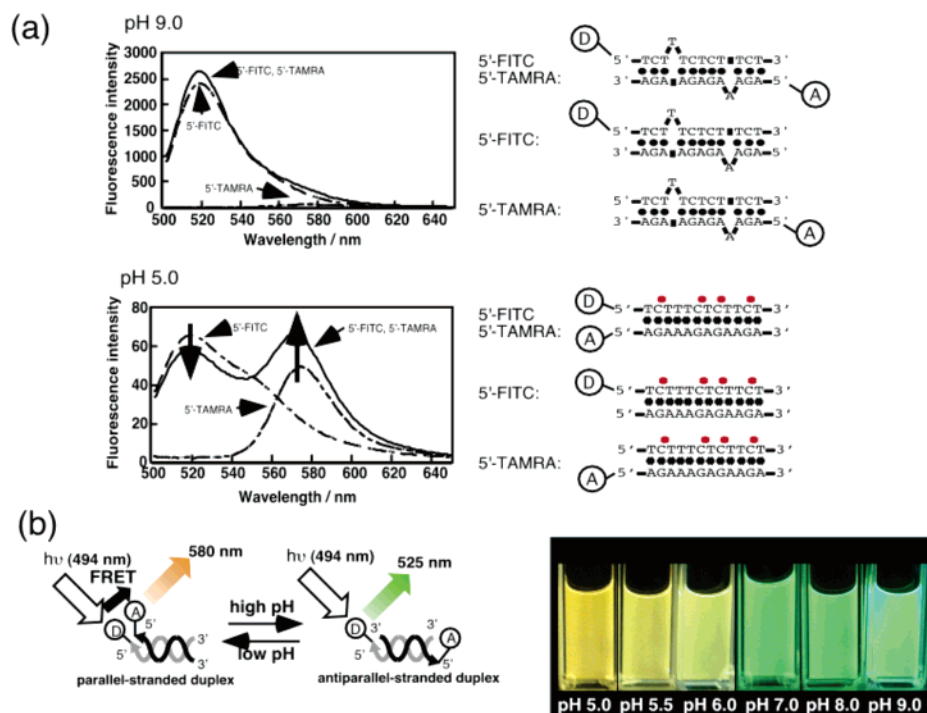 (a)
pH 9.0
Fluorescence intensity
3000
2500
2000
1500
1000
500
0
5'-FITC, 5'-TAMRA
5'-FITC
5'-TAMRA
500 520 540 560 580 600 620 640
Wavelength / nm
5'-FITC
5'-TAMRA:
D
T
5' TCT TCTCT TCT 3'
3' AGA AGAGA AGA 5'
A
A
5'-FITC:
D
T
5' TCT TCTCT TCT 3'
3' AGA AGAGA AGA 5'
A
5'-TAMRA:
T
5' TCT TCTCT TCT 3'
3' AGA AGAGA AGA 5'
A
A
pH 5.0
Fluorescence intensity
80
60
40
20
0
5'-FITC
5'-FITC, 5'-TAMRA
5'-TAMRA
500 520 540 560 580 600 620 640
Wavelength / nm
5'-FITC
5'-TAMRA:
D
5' TCTTTCTCTTCT 3'
A
5' AGAAAGAGAAGA 3'
5'-FITC:
D
5' TCTTTCTCTTCT 3'
5' AGAAAGAGAAGA 3'
5'-TAMRA:
5' TCTTTCTCTTCT 3'
5' AGAAAGAGAAGA 3'
A
(b)
hυ (494 nm)
FRET
580 nm
A
D
5'
5'
3'
3'
parallel-stranded duplex
high pH
low pH
hυ (494 nm)
525 nm
D
3'
A
5'
3'
5'
antiparallel-stranded duplex
pH 5.0 pH 5.5 pH 6.0 pH 7.0 pH 8.0 pH 9.0